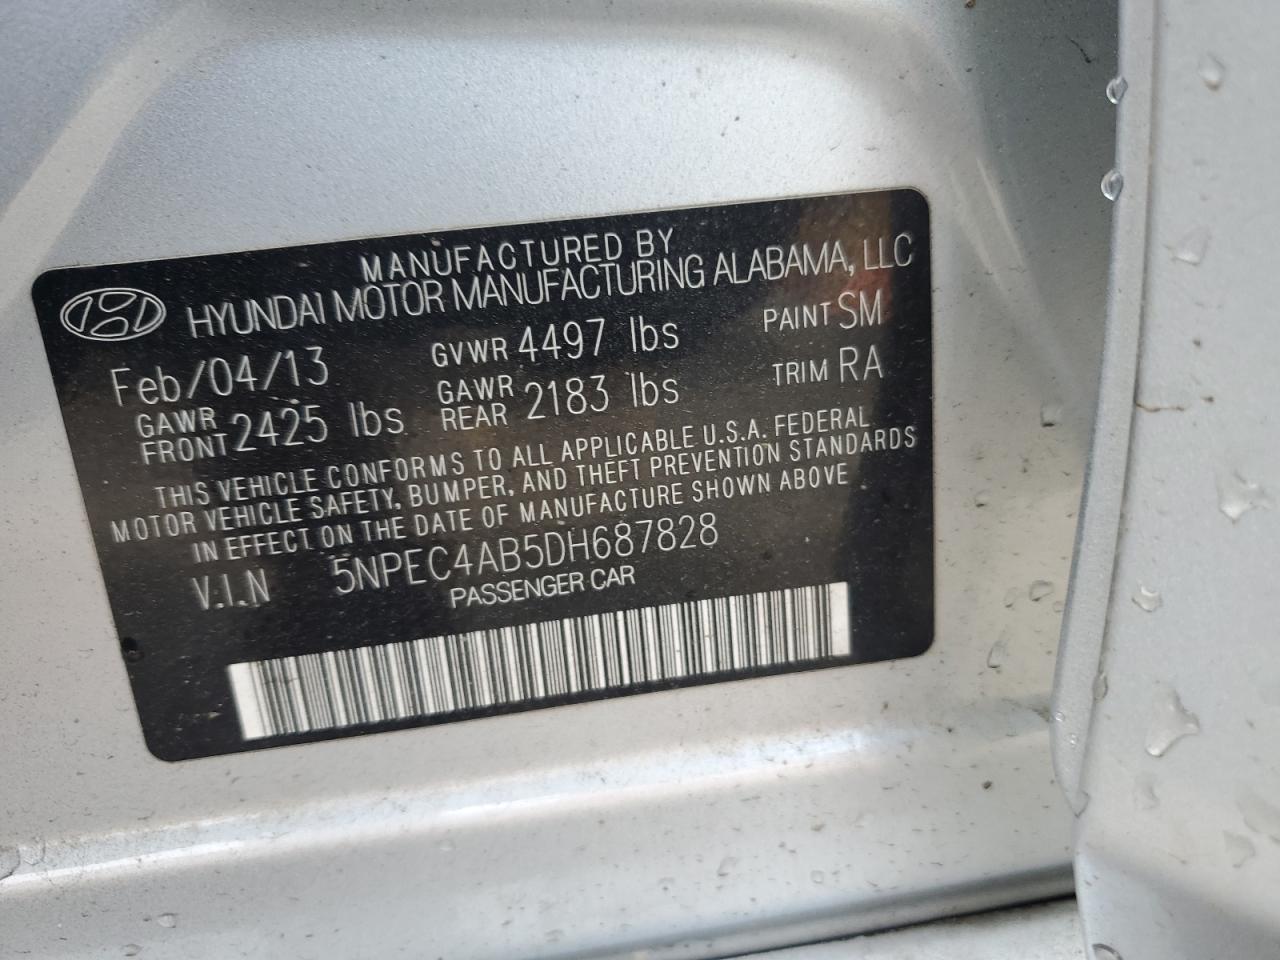 MANUFACTURED BY
HYUNDAI MOTOR MANUFACTURING ALABAMA, LLC
Feb/04/13 GVWR 4497 lbs PAINT SM
GAWR FRONT 2425 lbs GAWR REAR 2183 lbs TRIM RA
THIS VEHICLE CONFORMS TO ALL APPLICABLE U.S.A. FEDERAL
MOTOR VEHICLE SAFETY, BUMPER, AND THEFT PREVENTION STANDARDS
IN EFFECT ON THE DATE OF MANUFACTURE SHOWN ABOVE
V.I.N 5NPEC4AB5DH687828
PASSENGER CAR